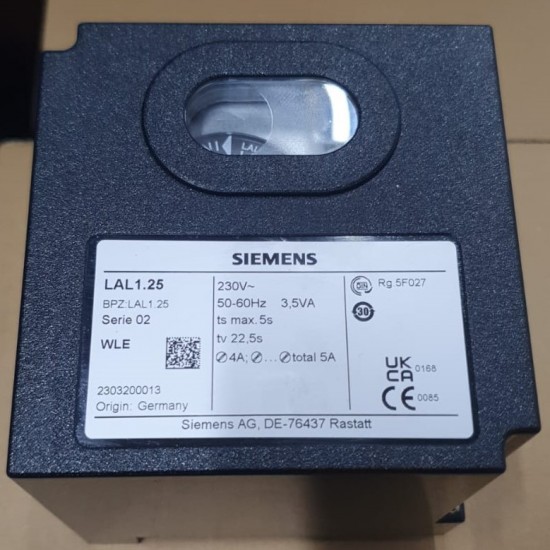 SIEMENS
LAL1.25
BPZ:LAL1.25
Serie 02
WLE
2303200013
Origin: Germany
230V~
50-60Hz 3,5VA
ts max.5s
tv 22,5s
4A; ... total 5A
Rg.5F027
30
UK CA 0168
CE 0085
Siemens AG, DE-76437 Rastatt